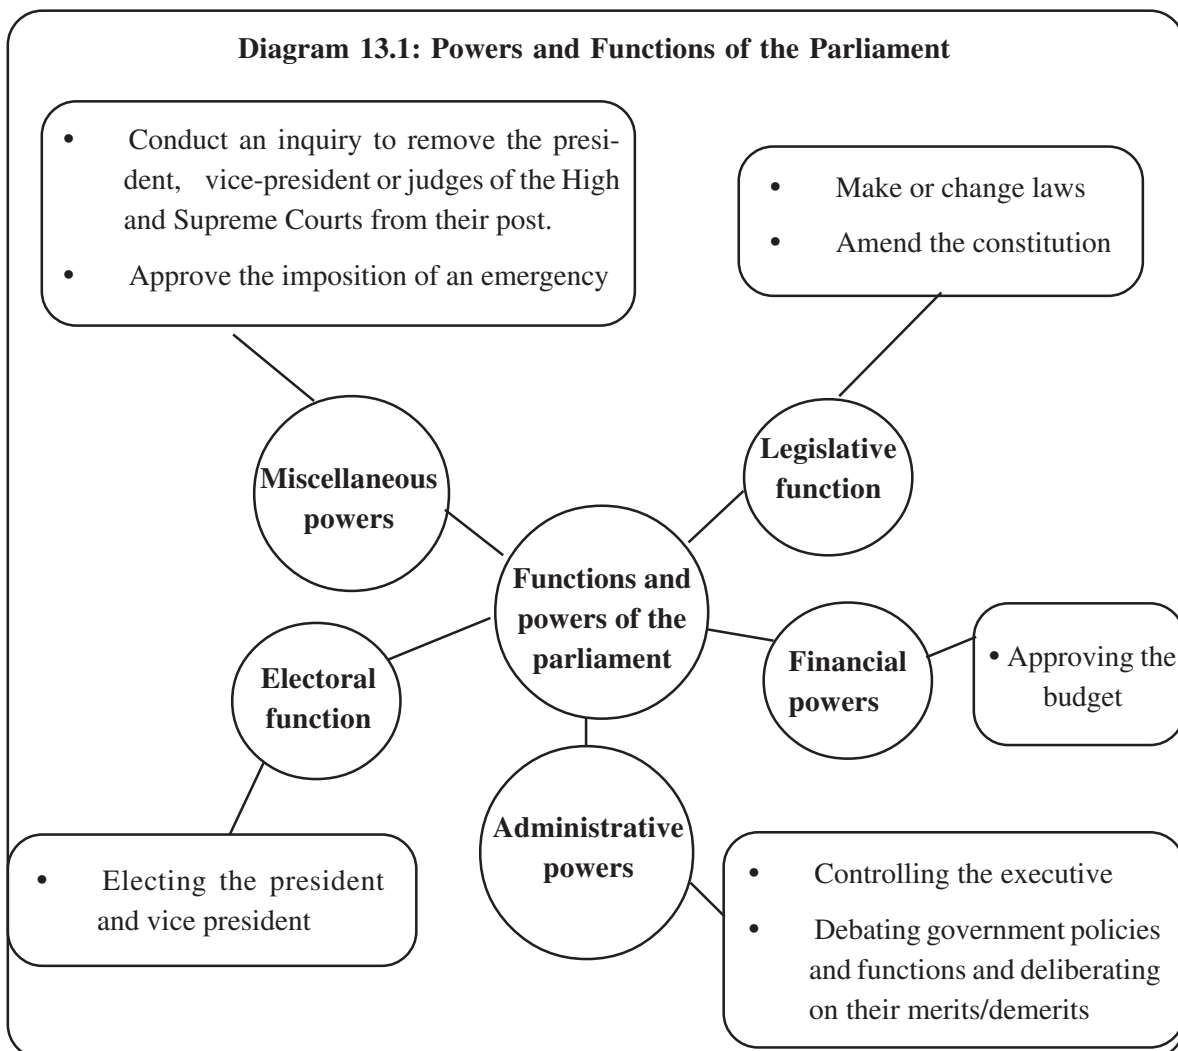 Diagram 13.1: Powers and Functions of the Parliament
• Conduct an inquiry to remove the presi-
dent, vice-president or judges of the High
and Supreme Courts from their post.
• Approve the imposition of an emergency
• Make or change laws
• Amend the constitution
Miscellaneous
powers
Legislative
function
Functions and
powers of the
parliament
Electoral
function
Financial
powers
• Approving the
budget
Administrative
powers
• Electing the president
and vice president
• Controlling the executive
• Debating government policies
and functions and deliberating
on their merits/demerits